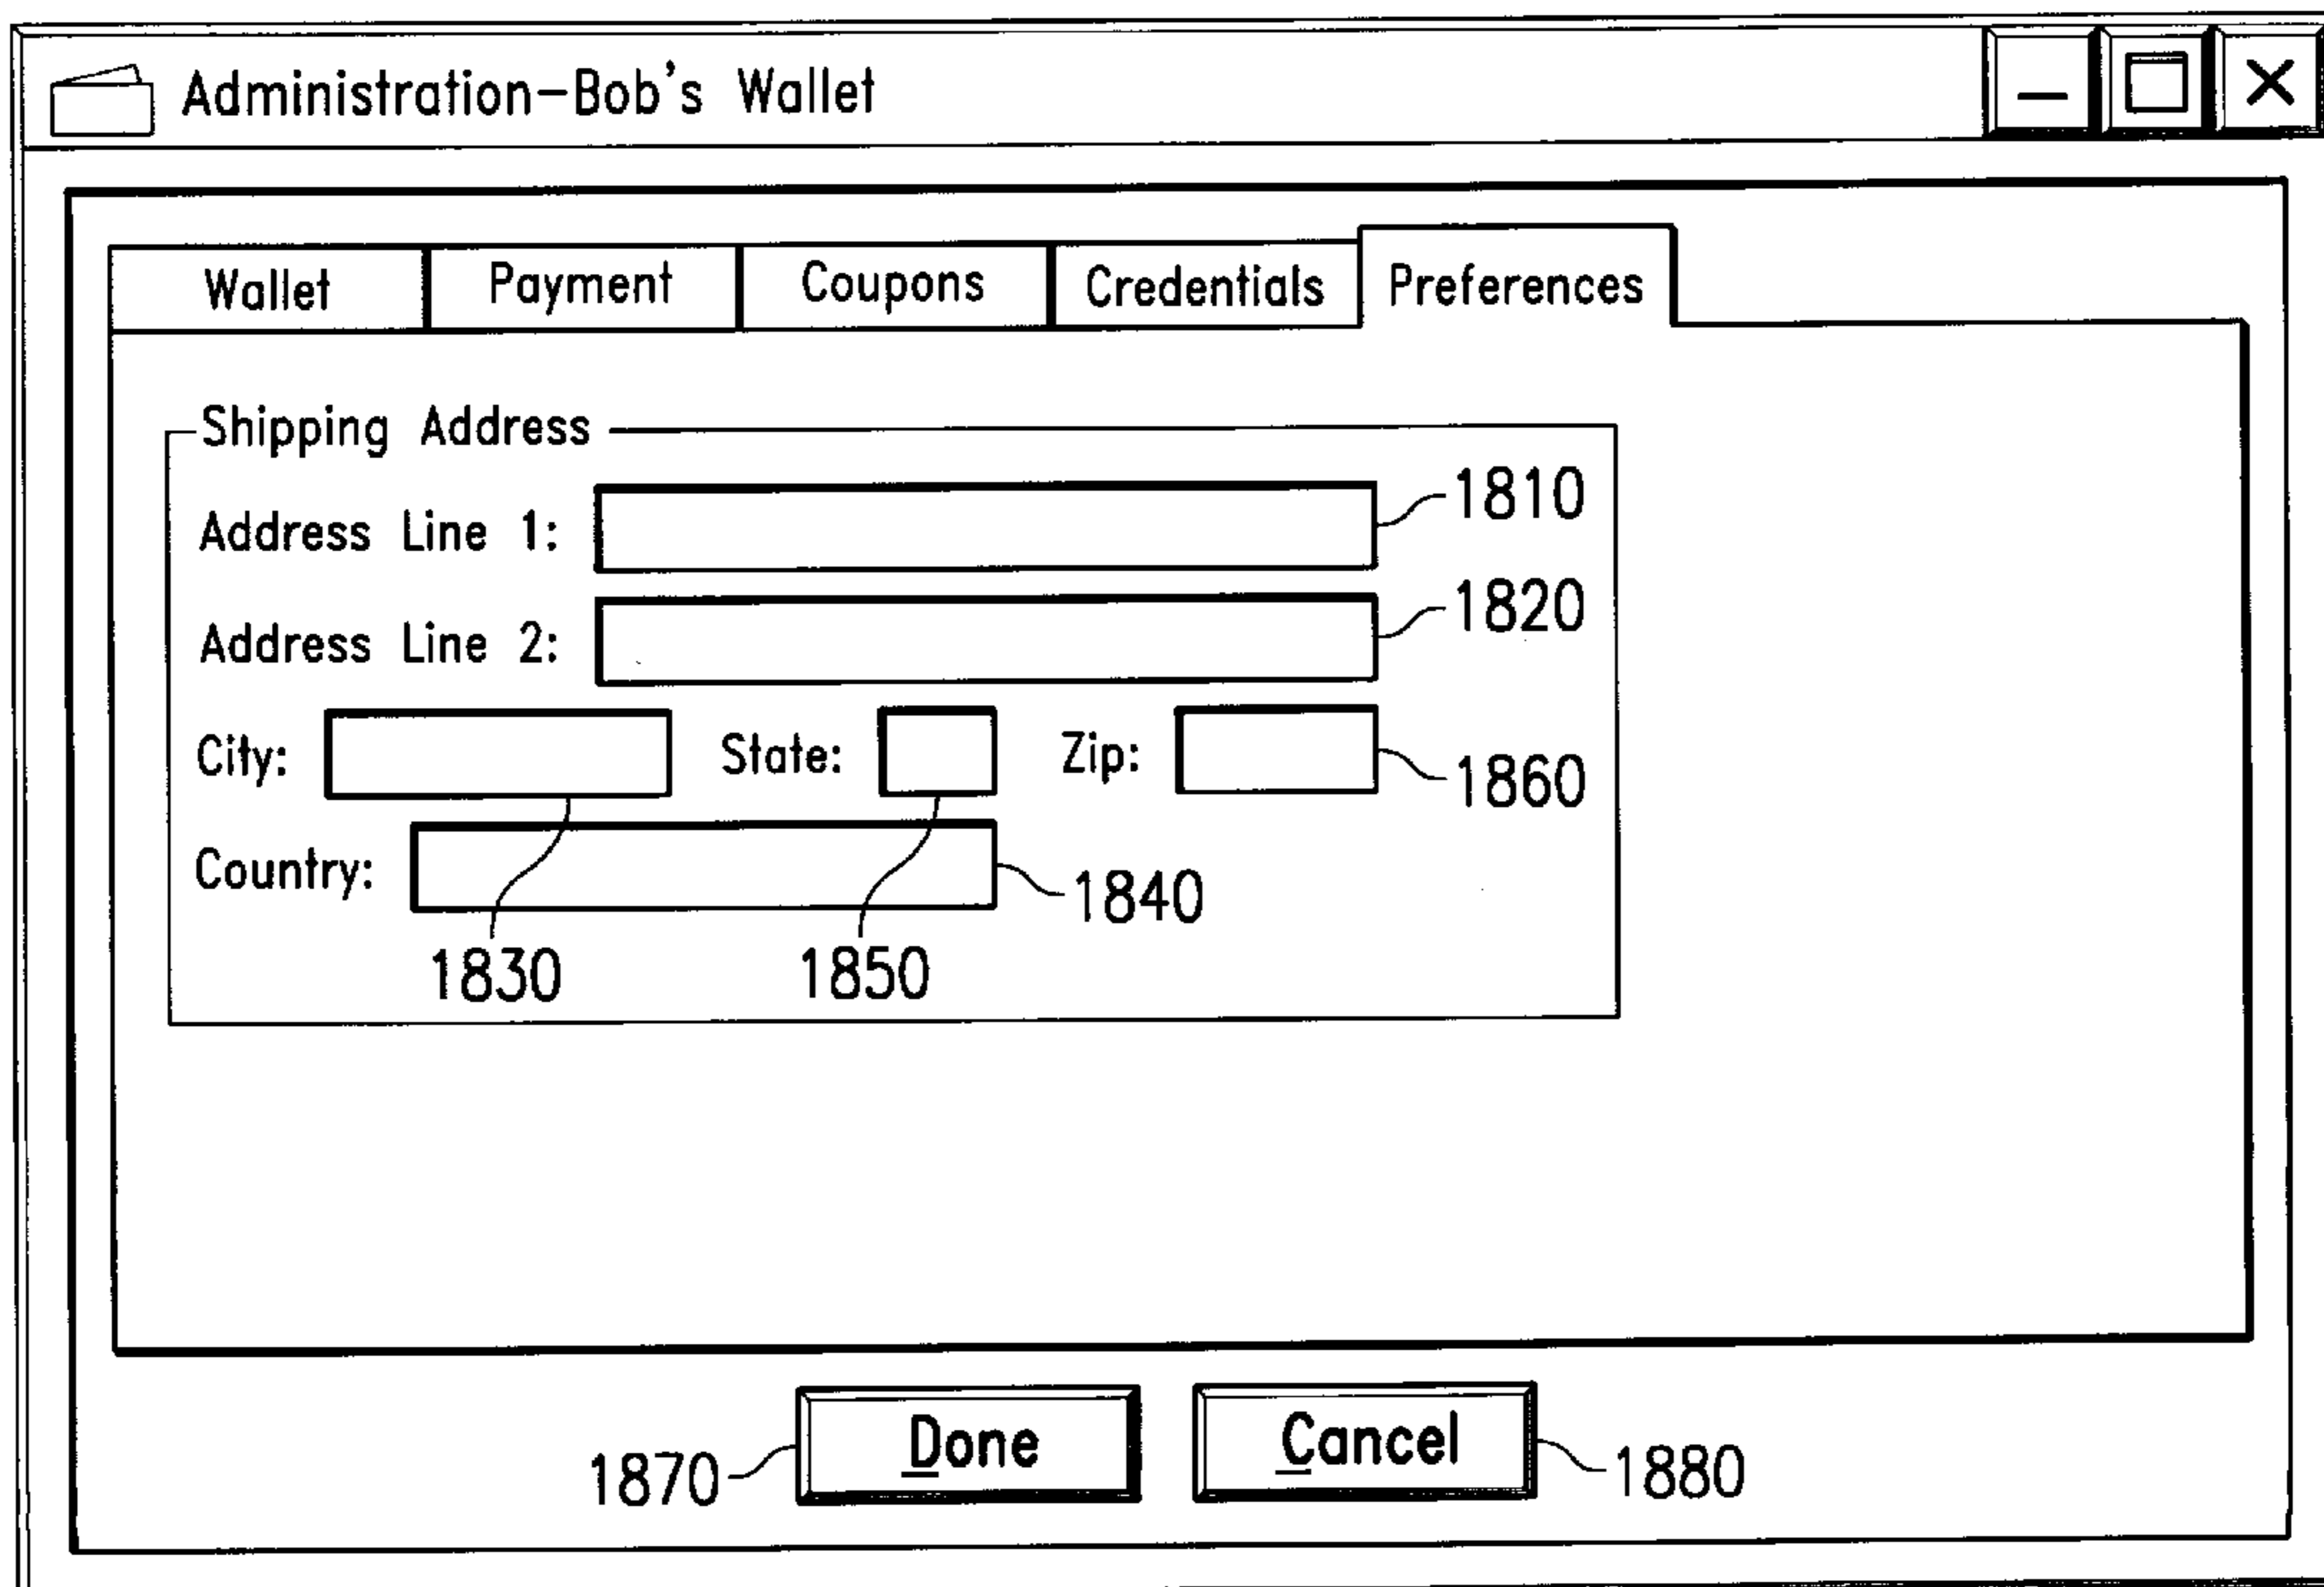 Administration-Bob's Wallet
Wallet Payment Coupons Credentials Preferences
Shipping Address
Address Line 1: 1810
Address Line 2: 1820
City: State: Zip: 1860
Country: 1840
1830 1850
1870 Done Cancel 1880